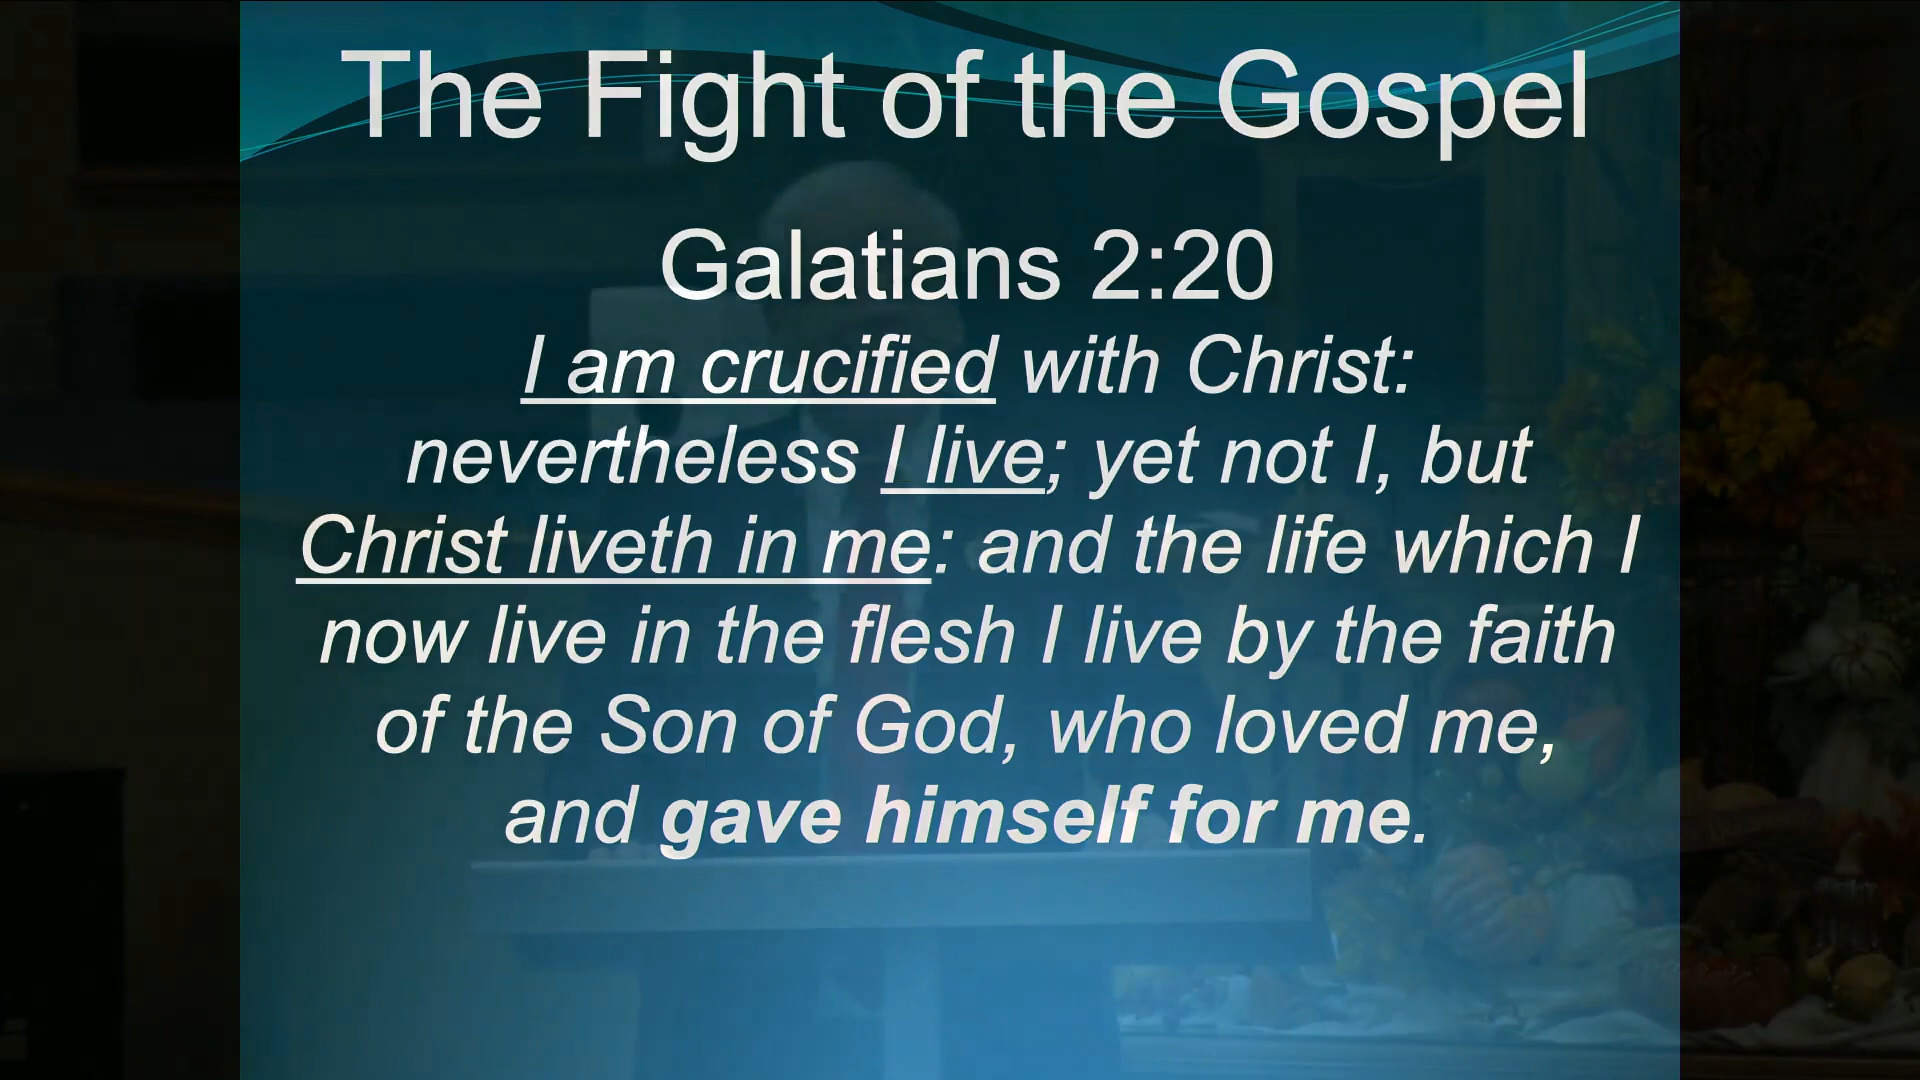 The Fight of the Gospel
Galatians 2:20
I am crucified with Christ:
nevertheless I live; yet not I, but
Christ liveth in me: and the life which I
now live in the flesh I live by the faith
of the Son of God, who loved me,
and gave himself for me.